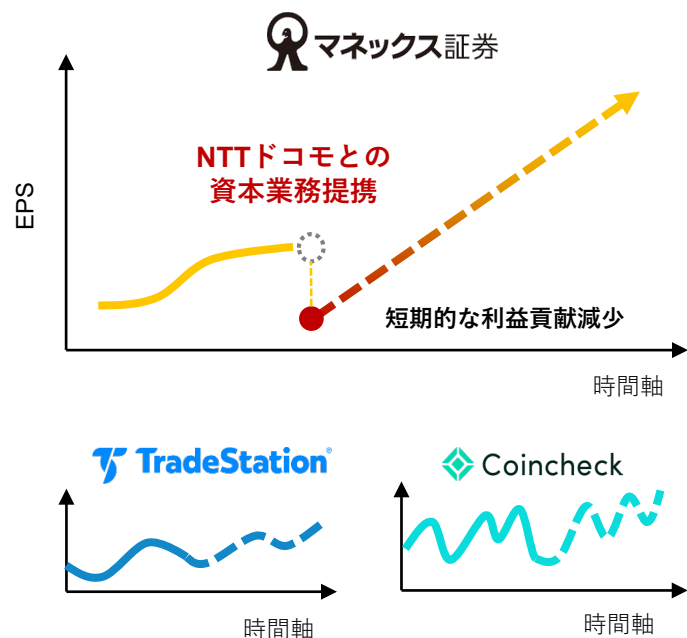 マネックス証券
NTTドコモとの
資本業務提携
EPS
短期的な利益貢献減少
時間軸
TradeStation®
Coincheck
時間軸
時間軸